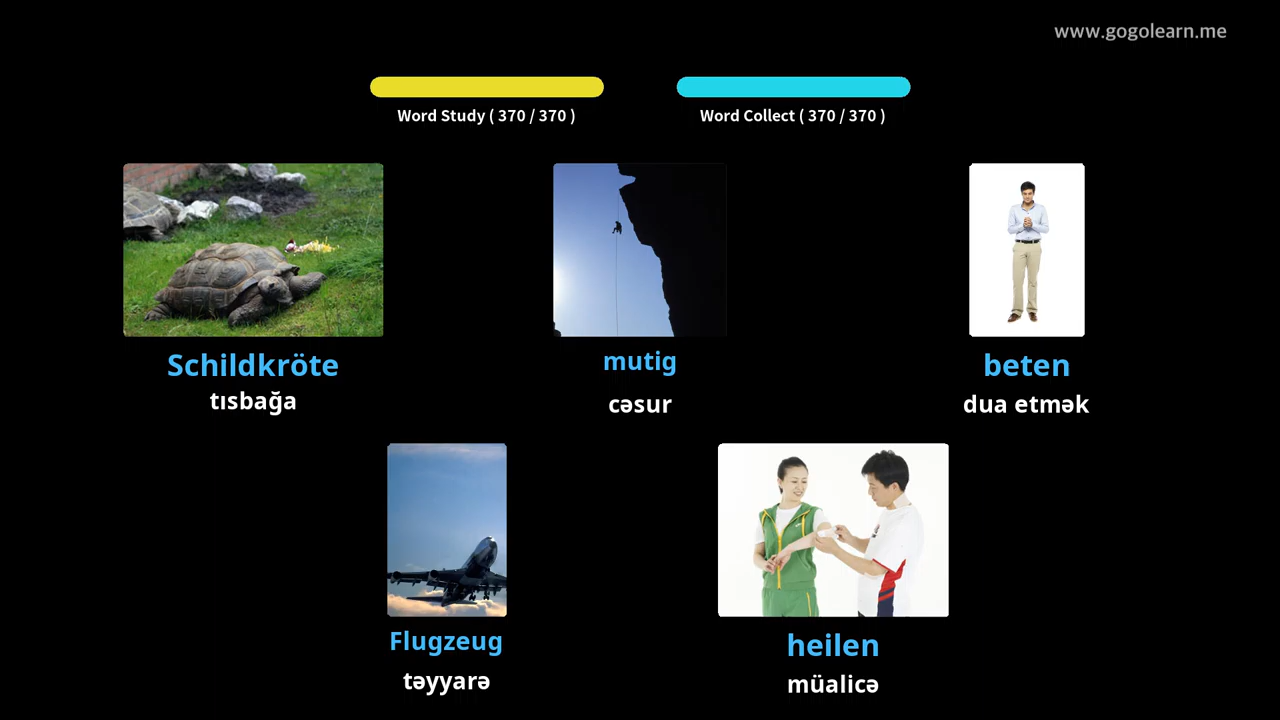 www.gogolearn.me
Word Study ( 370 / 370 )
Word Collect ( 370 / 370 )
Schildkröte
tısbağa
mutig
cəsur
beten
dua etmək
Flugzeug
təyyarə
heilen
müalicə